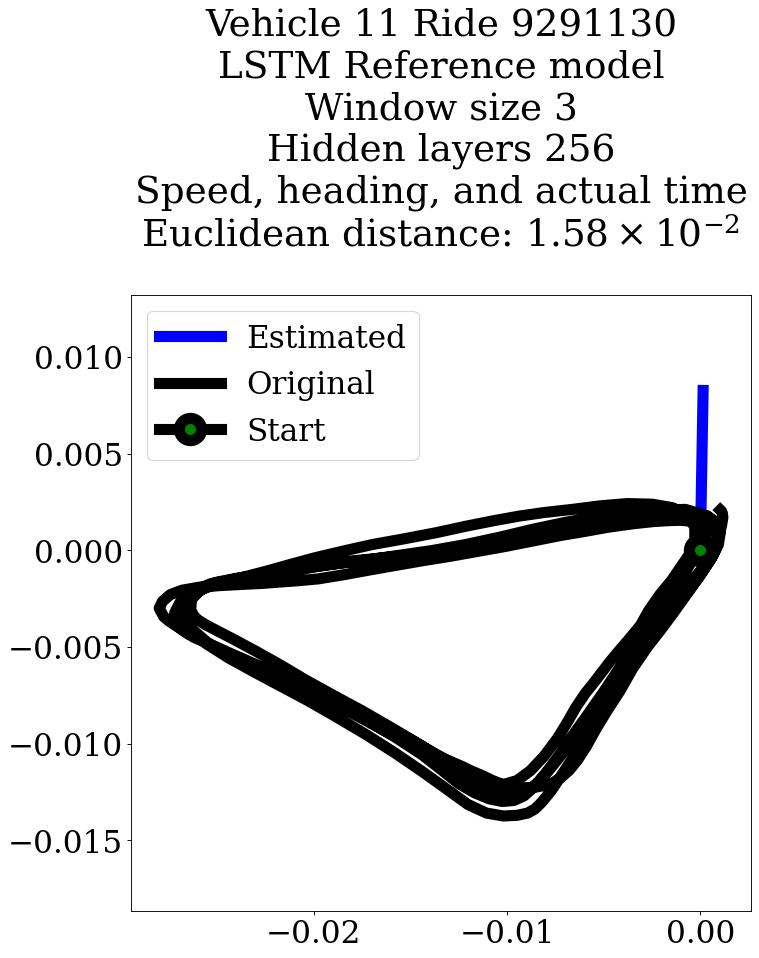 Vehicle 11 Ride 9291130
LSTM Reference model
Window size 3
Hidden layers 256
Speed, heading, and actual time
Euclidean distance: 1.58 × 10⁻²
Estimated
Original
Start
0.010
0.005
0.000
−0.005
−0.010
−0.015
−0.02 −0.01 0.00